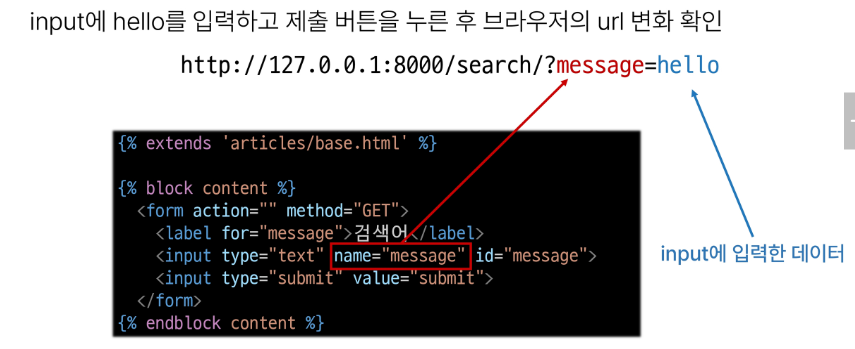 input에 hello를 입력하고 제출 버튼을 누른 후 브라우저의 url 변화 확인
http://127.0.0.1:8000/search/?message=hello
{% extends 'articles/base.html' %}
{% block content %}
<form action="" method="GET">
<label for="message">검색어</label>
<input type="text" name="message" id="message">
<input type="submit" value="submit">
</form>
{% endblock content %}
input에 입력한 데이터